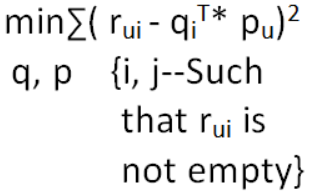 min∑( rᵤᵢ - qᵢᵀ* pᵤ)²
q, p {i, j--Such
that rᵤᵢ is
not empty}